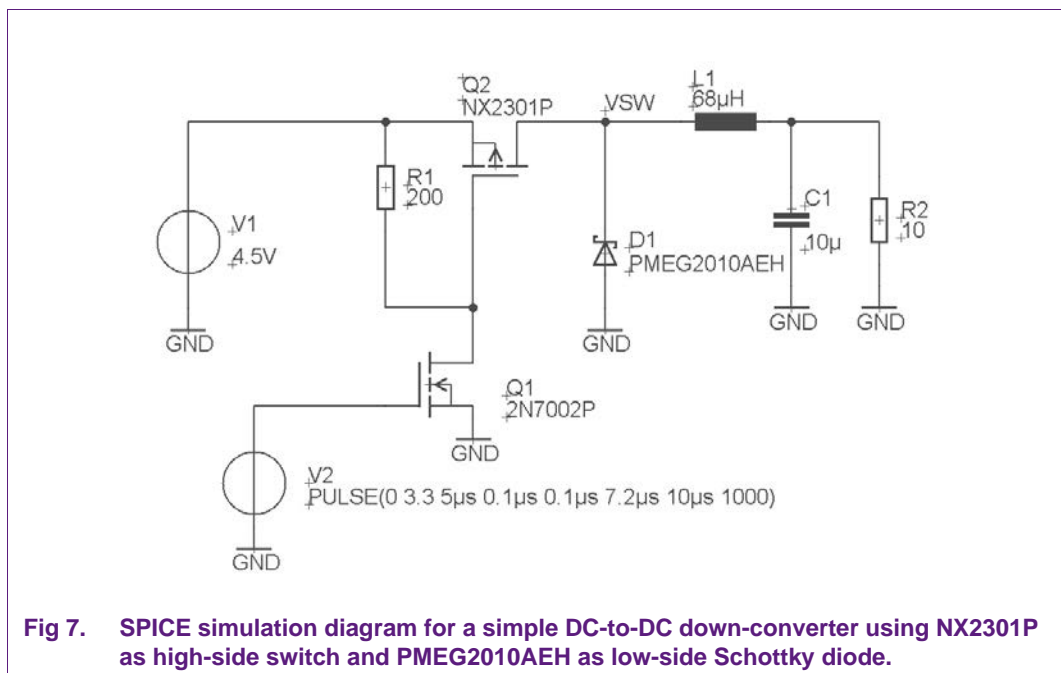 Q2
NX2301P
VSW
L1
68µH
R1
200
V1
4.5V
D1
PMEG2010AEH
C1
10µ
R2
10
GND
GND
GND
GND
Q1
2N7002P
GND
V2
PULSE(0 3.3 5µs 0.1µs 0.1µs 7.2µs 10µs 1000)
GND
Fig 7. SPICE simulation diagram for a simple DC-to-DC down-converter using NX2301P
as high-side switch and PMEG2010AEH as low-side Schottky diode.